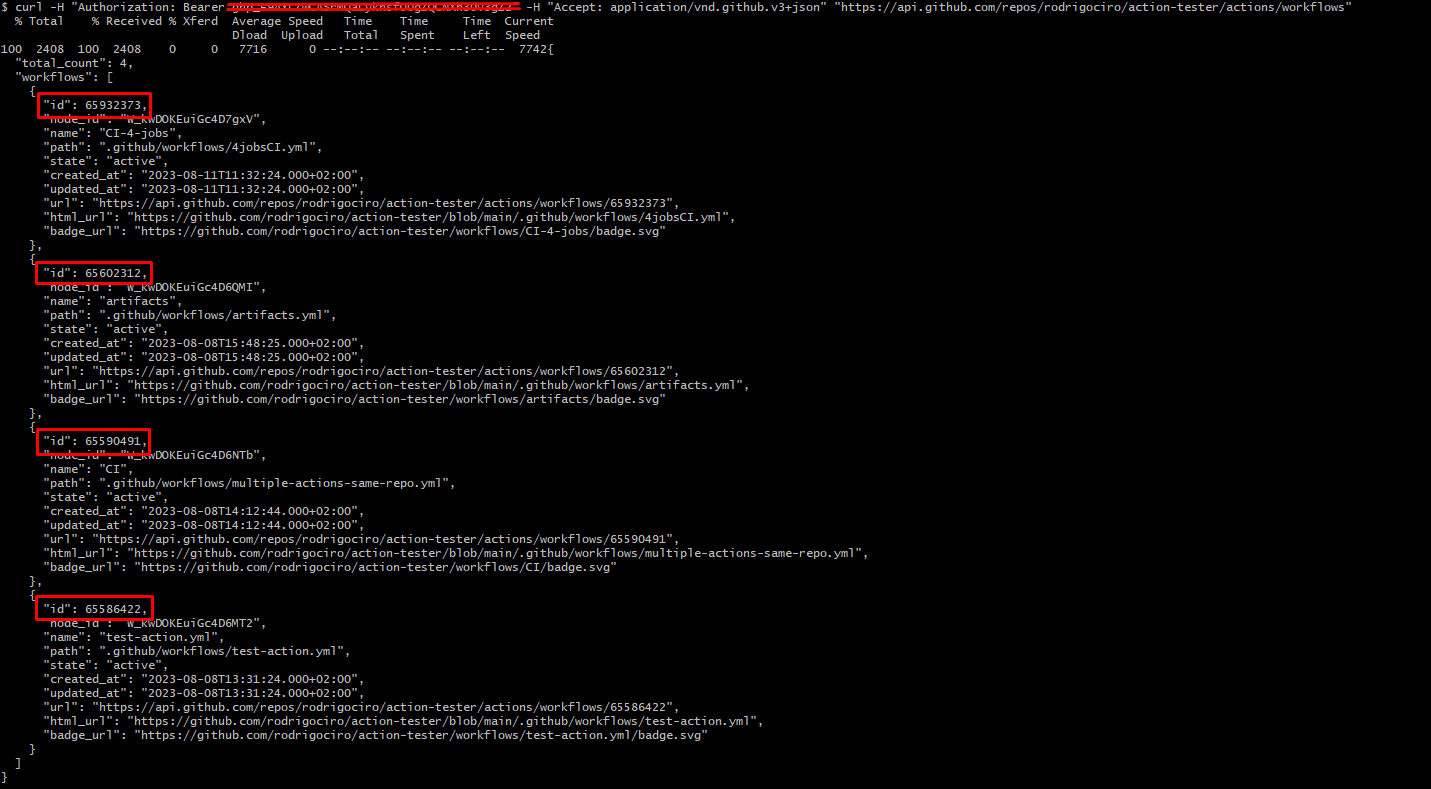 $ curl -H "Authorization: Bearer -H "Accept: application/vnd.github.v3+json" "https://api.github.com/repos/rodrigociro/action-tester/actions/workflows"
% Total % Received % Xferd Average Speed Time Time Time Current
Dload Upload Total Spent Left Speed
100 2408 100 2408 0 0 7716 0 --:--:-- --:--:-- --:--:-- 7742{
"total_count": 4,
"workflows": [
{
"id": 65932373,
"node_id": "W_kwDOKEuiGc4D7gxV",
"name": "CI-4-jobs",
"path": ".github/workflows/4jobsCI.yml",
"state": "active",
"created_at": "2023-08-11T11:32:24.000+02:00",
"updated_at": "2023-08-11T11:32:24.000+02:00",
"url": "https://api.github.com/repos/rodrigociro/action-tester/actions/workflows/65932373",
"html_url": "https://github.com/rodrigociro/action-tester/blob/main/.github/workflows/4jobsCI.yml",
"badge_url": "https://github.com/rodrigociro/action-tester/workflows/CI-4-jobs/badge.svg"
},
{
"id": 65602312,
"node_id": "W_kwDOKEuiGc4D6QMI",
"name": "artifacts",
"path": ".github/workflows/artifacts.yml",
"state": "active",
"created_at": "2023-08-08T15:48:25.000+02:00",
"updated_at": "2023-08-08T15:48:25.000+02:00",
"url": "https://api.github.com/repos/rodrigociro/action-tester/actions/workflows/65602312",
"html_url": "https://github.com/rodrigociro/action-tester/blob/main/.github/workflows/artifacts.yml",
"badge_url": "https://github.com/rodrigociro/action-tester/workflows/artifacts/badge.svg"
},
{
"id": 65590491,
"node_id": "W_kwDOKEuiGc4D6NTb",
"name": "CI",
"path": ".github/workflows/multiple-actions-same-repo.yml",
"state": "active",
"created_at": "2023-08-08T14:12:44.000+02:00",
"updated_at": "2023-08-08T14:12:44.000+02:00",
"url": "https://api.github.com/repos/rodrigociro/action-tester/actions/workflows/65590491",
"html_url": "https://github.com/rodrigociro/action-tester/blob/main/.github/workflows/multiple-actions-same-repo.yml",
"badge_url": "https://github.com/rodrigociro/action-tester/workflows/CI/badge.svg"
},
{
"id": 65586422,
"node_id": "W_kwDOKEuiGc4D6MT2",
"name": "test-action.yml",
"path": ".github/workflows/test-action.yml",
"state": "active",
"created_at": "2023-08-08T13:31:24.000+02:00",
"updated_at": "2023-08-08T13:31:24.000+02:00",
"url": "https://api.github.com/repos/rodrigociro/action-tester/actions/workflows/65586422",
"html_url": "https://github.com/rodrigociro/action-tester/blob/main/.github/workflows/test-action.yml",
"badge_url": "https://github.com/rodrigociro/action-tester/workflows/test-action.yml/badge.svg"
}
]
}